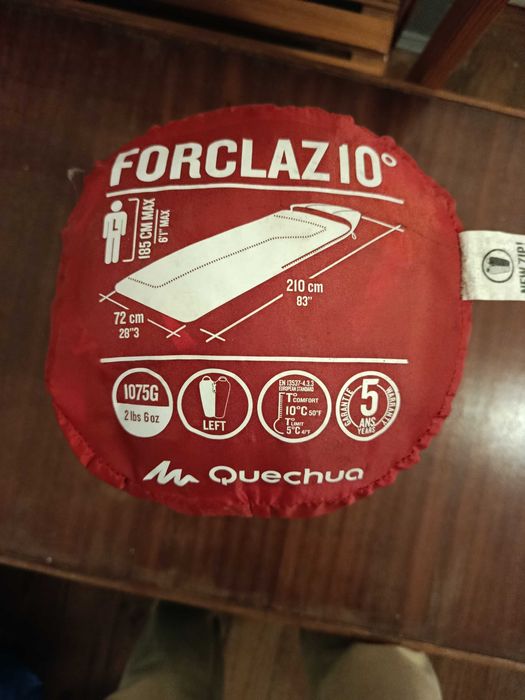 FORCLAZ 10°
185 CM MAX
6'1" MAX
210 cm
83"
72 cm
28"3
1075G
2 lbs 6 oz
LEFT
EN 13537-4.3.3
EUROPEAN STANDARD
T° COMFORT
10°C 50°F
T° LIMIT
5°C 41°F
GARANTIE
5
ANS
YEARS
WARRANTY
Quechua
NEW ZIP!